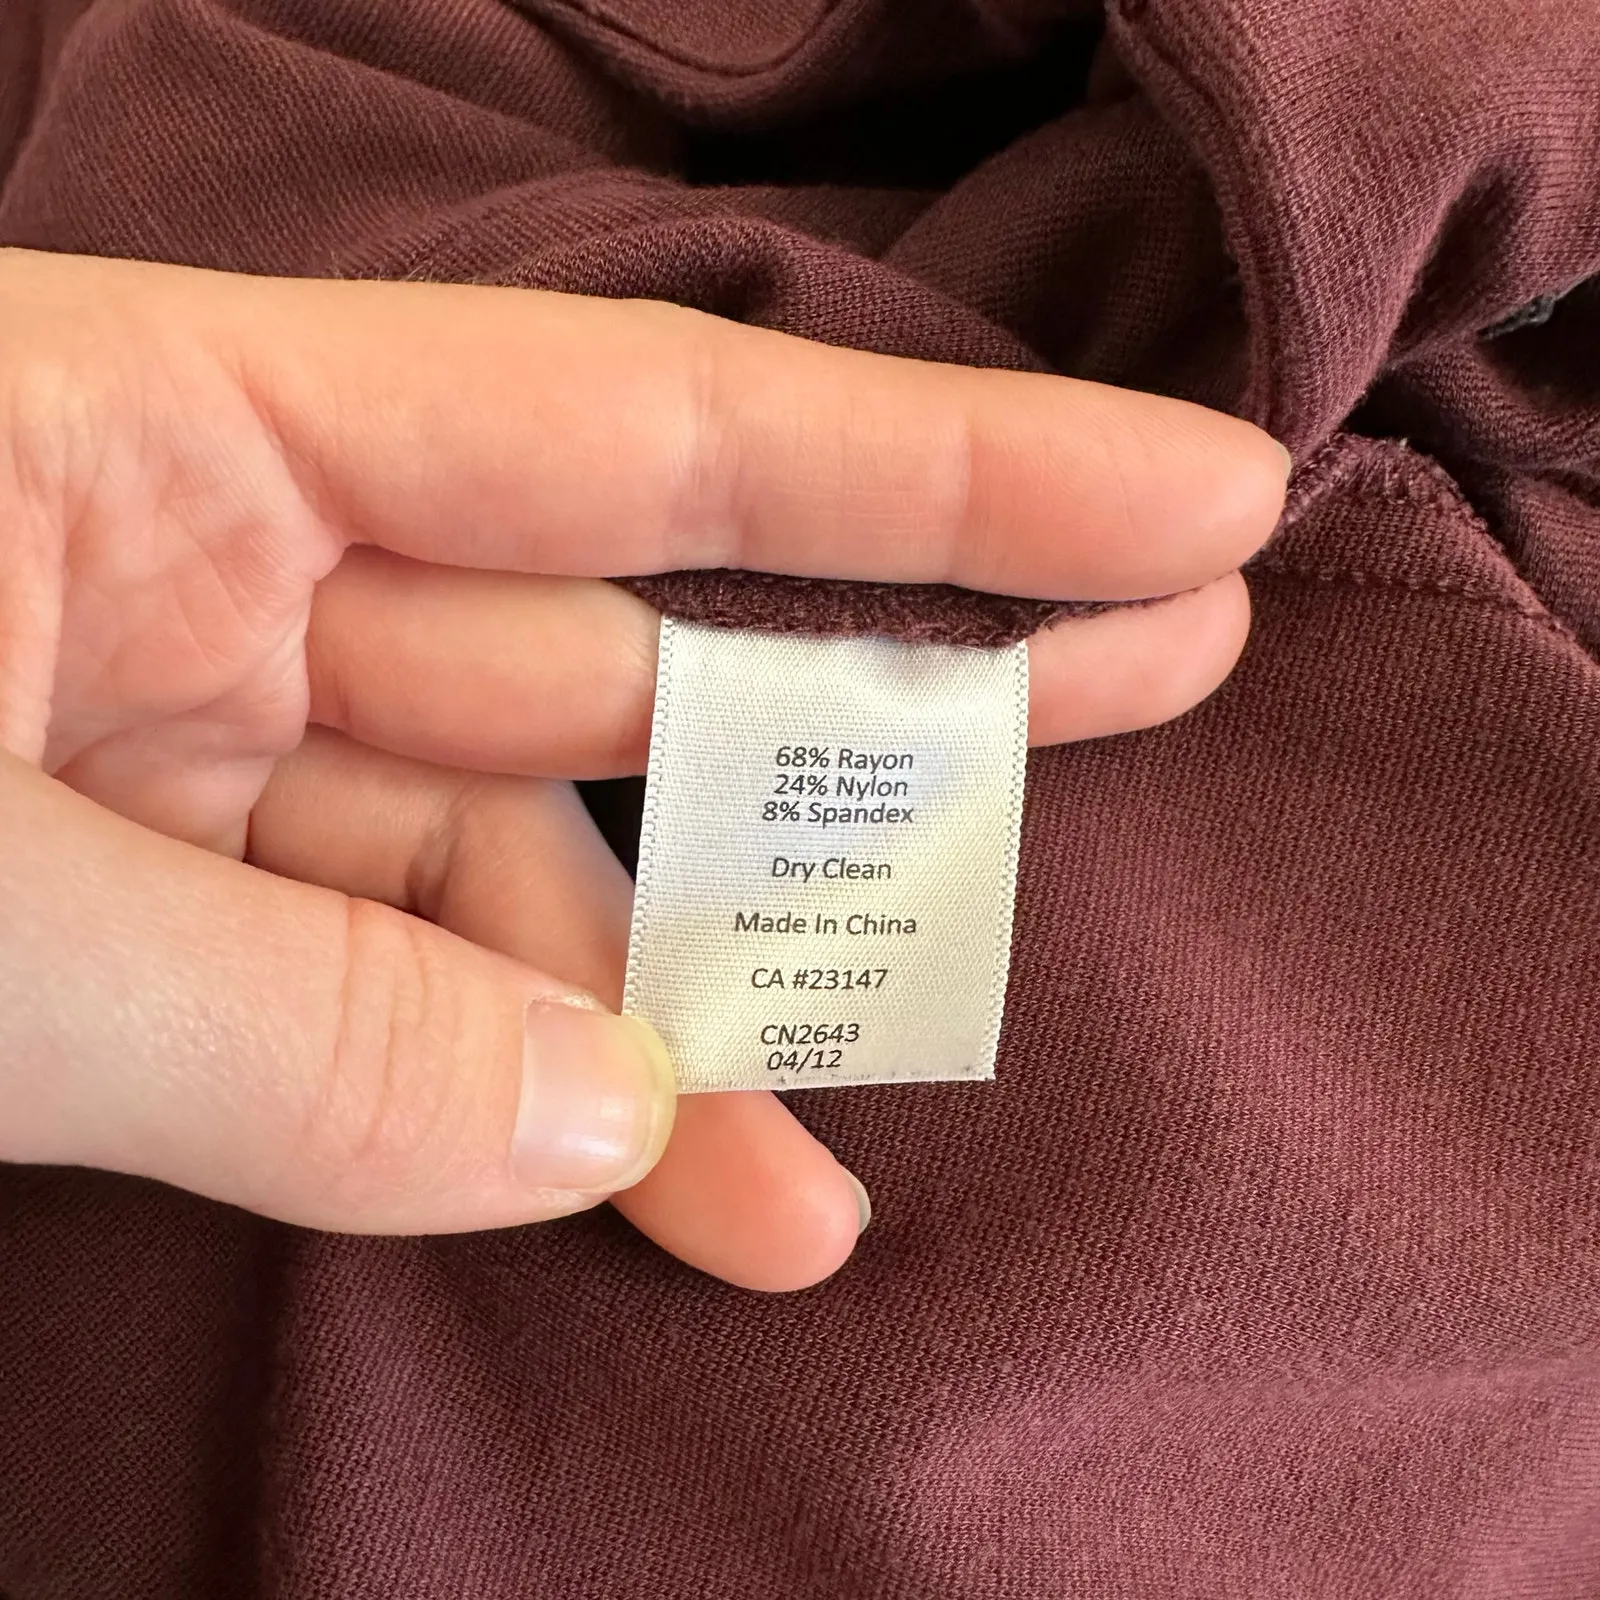 68% Rayon
24% Nylon
8% Spandex
Dry Clean
Made In China
CA #23147
CN2643
04/12